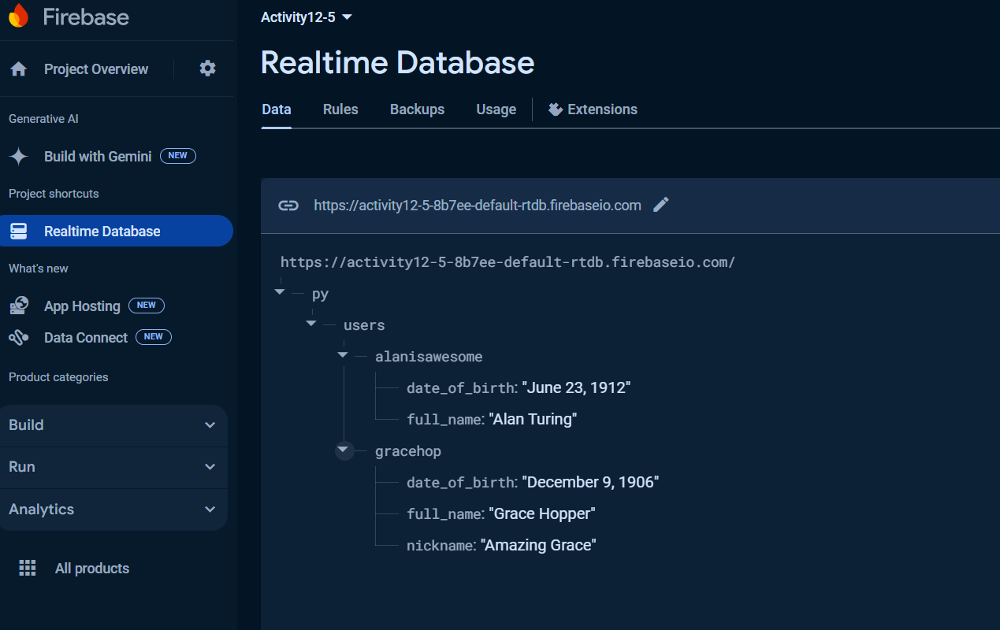 Firebase
Project Overview
Generative AI
Build with Gemini NEW
Project shortcuts
Realtime Database
What's new
App Hosting NEW
Data Connect NEW
Product categories
Build
Run
Analytics
All products
Activity12-5
Realtime Database
Data Rules Backups Usage Extensions
https://activity12-5-8b7ee-default-rtdb.firebaseio.com
https://activity12-5-8b7ee-default-rtdb.firebaseio.com/
py
users
alanisawesome
date_of_birth: "June 23, 1912"
full_name: "Alan Turing"
gracehop
date_of_birth: "December 9, 1906"
full_name: "Grace Hopper"
nickname: "Amazing Grace"